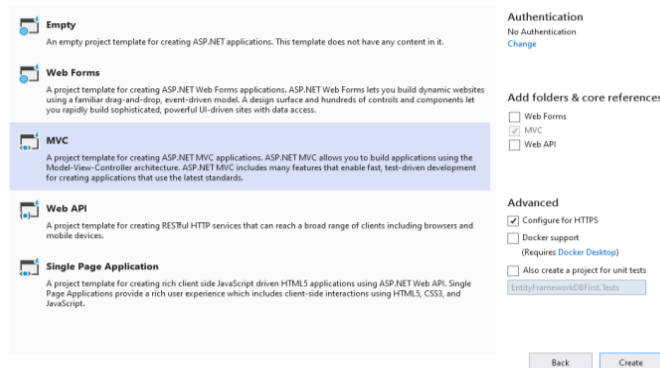 Empty
An empty project template for creating ASP.NET applications. This template does not have any content in it.
Web Forms
A project template for creating ASP.NET Web Forms applications. ASP.NET Web Forms lets you build dynamic websites
using a familiar drag-and-drop, event-driven model. A design surface and hundreds of controls and components let
you rapidly build sophisticated, powerful UI-driven sites with data access.
MVC
A project template for creating ASP.NET MVC applications. ASP.NET MVC allows you to build applications using the
Model-View-Controller architecture. ASP.NET MVC includes many features that enable fast, test-driven development
for creating applications that use the latest standards.
Web API
A project template for creating RESTful HTTP services that can reach a broad range of clients including browsers and
mobile devices.
Single Page Application
A project template for creating rich client side JavaScript driven HTML5 applications using ASP.NET Web API. Single
Page Applications provide a rich user experience which includes client-side interactions using HTML5, CSS3, and
JavaScript.
Authentication
No Authentication
Change
Add folders & core references
Web Forms
MVC
Web API
Advanced
Configure for HTTPS
Docker support
(Requires Docker Desktop)
Also create a project for unit tests
EntityFrameworkDBFirst.Tests
Back
Create